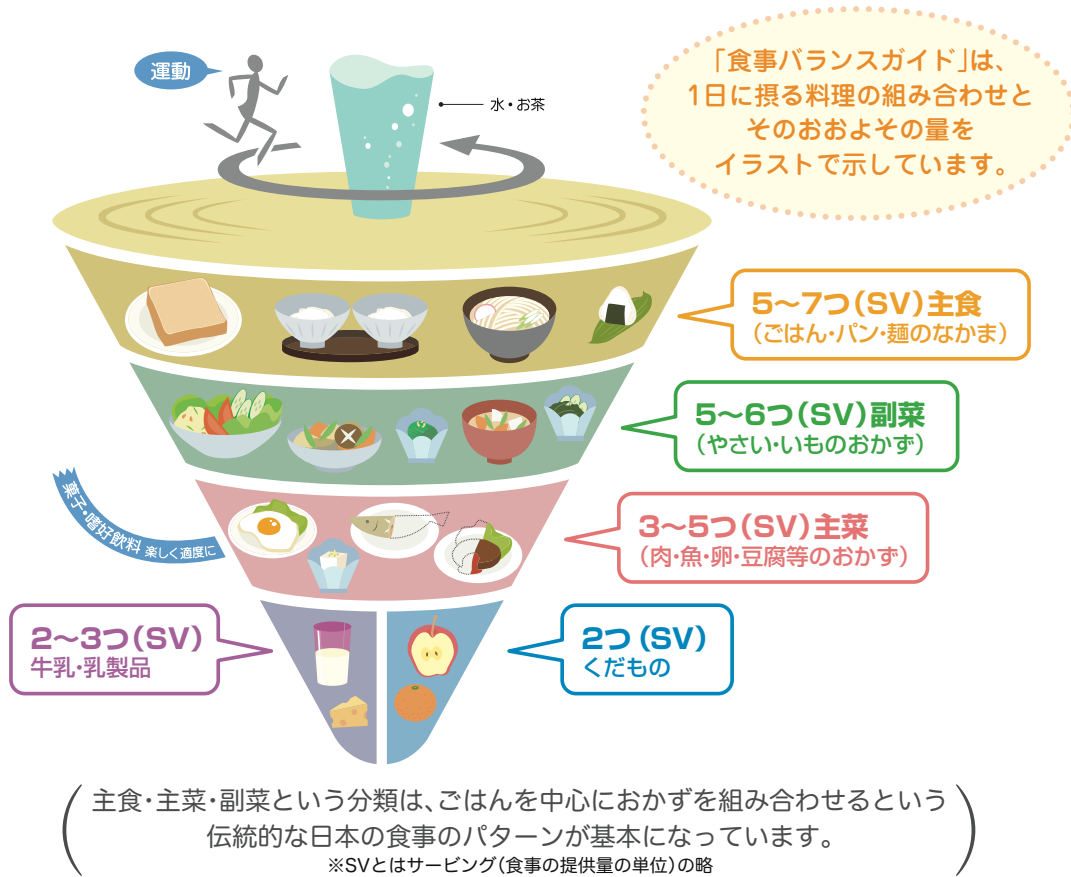 運動
水・お茶
「食事バランスガイド」は、
1日に摂る料理の組み合わせと
そのおおよその量を
イラストで示しています。
5〜7つ(SV)主食
(ごはん・パン・麺のなかま)
5〜6つ(SV)副菜
(やさい・いものおかず)
菓子・嗜好飲料 楽しく適度に
3〜5つ(SV)主菜
(肉・魚・卵・豆腐等のおかず)
2〜3つ(SV)
牛乳・乳製品
2つ(SV)
くだもの
主食・主菜・副菜という分類は、ごはんを中心におかずを組み合わせるという
伝統的な日本の食事のパターンが基本になっています。
※SVとはサービング(食事の提供量の単位)の略